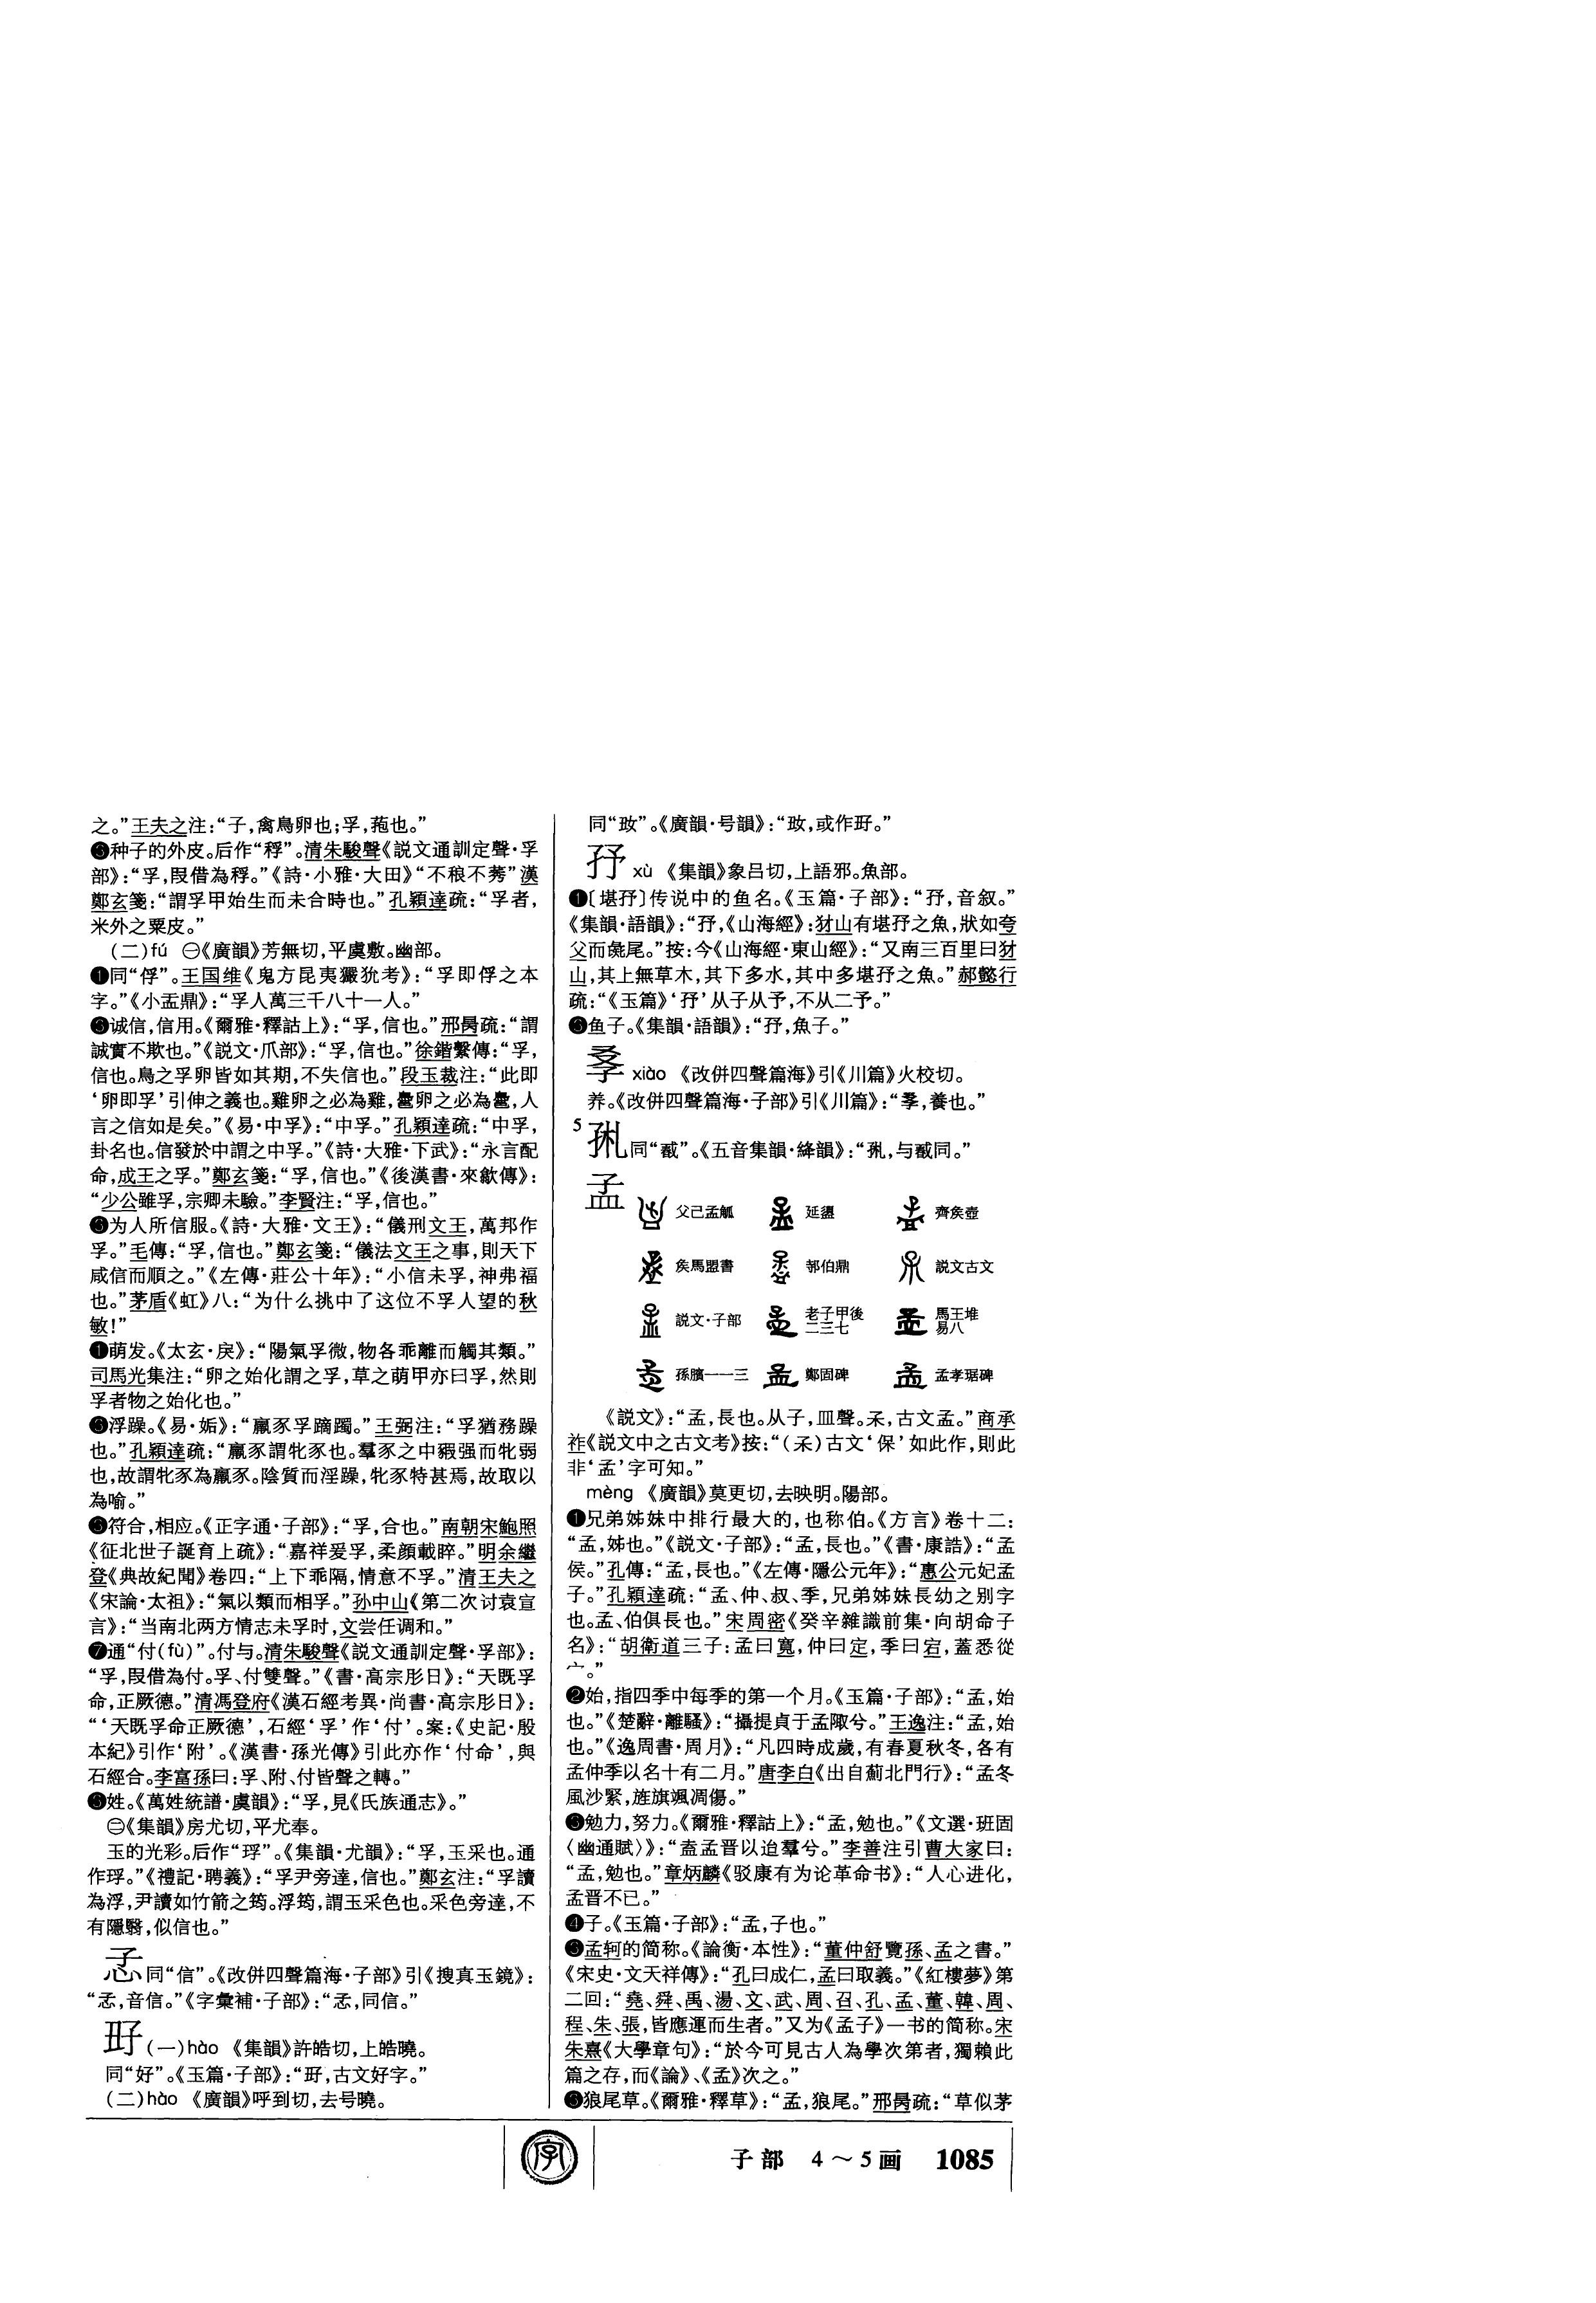 之。”王夫之注：“子，禽鳥卵也；孚，菢也。”
❸种子的外皮。后作“稃”。清朱駿聲《説文通訓定聲·孚
部》：“孚，叚借為稃。”《詩·小雅·大田》“不稂不莠”漢
鄭玄箋：“謂孚甲始生而未合時也。”孔穎達疏：“孚者，
米外之粟皮。”
(二)fú ㊀《廣韻》芳無切，平虞敷。幽部。
❶同“俘”。王国维《鬼方昆夷玁狁考》：“孚即俘之本
字。”《小盂鼎》：“孚人萬三千八十一人。”
❷诚信，信用。《爾雅·釋詁上》：“孚，信也。”邢昺疏：“謂
誠實不欺也。”《説文·爪部》：“孚，信也。”徐鍇繫傳：“孚，
信也。鳥之孚卵皆如其期，不失信也。”段玉裁注：“此即
‘卵即孚’引伸之義也。雞卵之必為雞，卵之必為，人
言之信如是矣。”《易·中孚》：“中孚。”孔穎達疏：“中孚，
卦名也。信發於中謂之中孚。”《詩·大雅·下武》：“永言配
命，成王之孚。”鄭玄箋：“孚，信也。”《後漢書·來歙傳》：
“少公雖孚，宗卿未驗。”李賢注：“孚，信也。”
❸为人所信服。《詩·大雅·文王》：“儀刑文王，萬邦作
孚。”毛傳：“孚，信也。”鄭玄箋：“儀法文王之事，則天下
咸信而順之。”《左傳·莊公十年》：“小信未孚，神弗福
也。”茅盾《虹》八：“为什么挑中了这位不孚人望的秋
敏！”
❹萌发。《太玄·戾》：“陽氣孚微，物各乖離而觸其類。”
司馬光集注：“卵之始化謂之孚，草之萌甲亦曰孚，然則
孚者物之始化也。”
❺浮躁。《易·姤》：“羸豕孚蹢躅。”王弼注：“孚猶務躁
也。”孔穎達疏：“羸豕謂牝豕也。羣豕之中豭强而牝弱
也，故謂牝豕為羸豕。陰質而淫躁，牝豕特甚焉，故取以
為喻。”
❻符合，相应。《正字通·子部》：“孚，合也。”南朝宋鮑照
《征北世子誕育上疏》：“嘉祥爰孚，柔顔載睟。”明余繼
登《典故紀聞》卷四：“上下乖隔，情意不孚。”清王夫之
《宋論·太祖》：“氣以類而相孚。”孙中山《第二次讨袁宣
言》：“当南北两方情志未孚时，文尝任调和。”
❼通“付(fù)”。付与。清朱駿聲《説文通訓定聲·孚部》：
“孚，叚借為付。孚、付雙聲。”《書·高宗肜日》：“天既孚
命，正厥德。”清馮登府《漢石經考異·尚書·高宗肜日》：
“‘天既孚命正厥德’，石經‘孚’作‘付’。案：《史記·殷
本紀》引作‘附’。《漢書·孫光傳》引此亦作‘付命’，與
石經合。李富孫曰：孚、附、付皆聲之轉。”
❽姓。《萬姓統譜·虞韻》：“孚，見《氏族通志》。”
㊁《集韻》房尤切，平尤奉。
玉的光彩。后作“琈”。《集韻·尤韻》：“孚，玉采也。通
作琈。”《禮記·聘義》：“孚尹旁達，信也。”鄭玄注：“孚讀
為浮，尹讀如竹箭之筠。浮筠，謂玉采色也。采色旁達，不
有隱翳，似信也。”
孞同“信”。《改併四聲篇海·子部》引《搜真玉鏡》：
“孞，音信。”《字彙補·子部》：“孞，同信。”
㝀(一)hǎo 《集韻》許皓切，上皓曉。
同“好”。《玉篇·子部》：“㝀，古文好字。”
(二)hào 《廣韻》呼到切，去号曉。
同“㚽”。《廣韻·号韻》：“㚽，或作㝀。”
孖 xù 《集韻》象吕切，上語邪。魚部。
❶〔堪㜿〕传说中的鱼名。《玉篇·子部》：“㜿，音叙。”
《集韻·語韻》：“㜿，《山海經》：犲山有堪㜿之魚，狀如夸
父而彘尾。”按：今《山海經·東山經》：“又南三百里曰犲
山，其上無草木，其下多水，其中多堪㜿之魚。”郝懿行
疏：“《玉篇》‘㜿’从子从予，不从二予。”
❷鱼子。《集韻·語韻》：“㜿，魚子。”
xiào 《改併四聲篇海》引《川篇》火校切。
养。《改併四聲篇海·子部》引《川篇》：“，養也。”
5
同“”。《五音集韻·絳韻》：“，与同。”
孟
父己孟觚 延盨 齊侯壺
侯馬盟書 邿伯鼎 説文古文
説文·子部 老子甲後二三七 馬王堆易八
孫臏一一三 鄭固碑 孟孝琚碑
《説文》：“孟，長也。从子，皿聲。𣎼，古文孟。”商承
祚《説文中之古文考》按：“(𣎼)古文‘保’如此作，則此
非‘孟’字可知。”
mèng 《廣韻》莫更切，去映明。陽部。
❶兄弟姊妹中排行最大的，也称伯。《方言》卷十二：
“孟，姊也。”《説文·子部》：“孟，長也。”《書·康誥》：“孟
侯。”孔傳：“孟，長也。”《左傳·隱公元年》：“惠公元妃孟
子。”孔穎達疏：“孟、仲、叔、季，兄弟姊妹長幼之别字
也。孟、伯俱長也。”宋周密《癸辛雜識前集·向胡命子
名》：“胡衛道三子：孟曰寬，仲曰定，季曰宕，蓋悉從
宀。”
❷始，指四季中每季的第一个月。《玉篇·子部》：“孟，始
也。”《楚辭·離騷》：“攝提貞于孟陬兮。”王逸注：“孟，始
也。”《逸周書·周月》：“凡四時成歲，有春夏秋冬，各有
孟仲季以名十有二月。”唐李白《出自薊北門行》：“孟冬
風沙緊，旌旗颯凋傷。”
❸勉力，努力。《爾雅·釋詁上》：“孟，勉也。”《文選·班固
〈幽通賦〉》：“盍孟晋以迨羣兮。”李善注引曹大家曰：
“孟，勉也。”章炳麟《驳康有为论革命书》：“人心进化，
孟晋不已。”
❹子。《玉篇·子部》：“孟，子也。”
❺孟轲的简称。《論衡·本性》：“董仲舒覽孫、孟之書。”
《宋史·文天祥傳》：“孔曰成仁，孟曰取義。”《紅樓夢》第
二回：“堯、舜、禹、湯、文、武、周、召、孔、孟、董、韓、周、
程、朱、張，皆應運而生者。”又为《孟子》一书的简称。宋
朱熹《大學章句》：“於今可見古人為學次第者，獨賴此
篇之存，而《論》、《孟》次之。”
❻狼尾草。《爾雅·釋草》：“孟，狼尾。”邢昺疏：“草似茅
字
子部 4～5画 1085